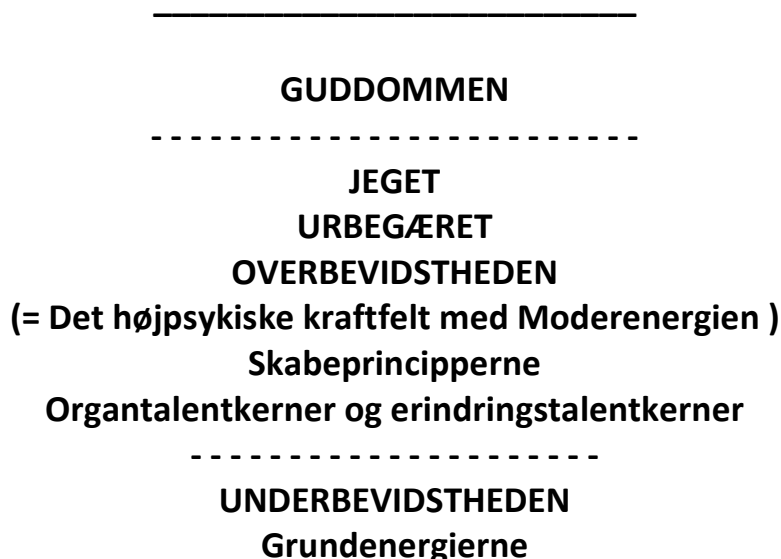 GUDDOMMEN
- - - - - - - - - - - - - - - - - - - - - - - - -
JEGET
URBEGÆRET
OVERBEVIDSTHEDEN
(= Det højpsykiske kraftfelt med Moderenergien )
Skabeprincipperne
Organtalentkerner og erindringstalentkerner
- - - - - - - - - - - - - - - - - - - - -
UNDERBEVIDSTHEDEN
Grundenergierne